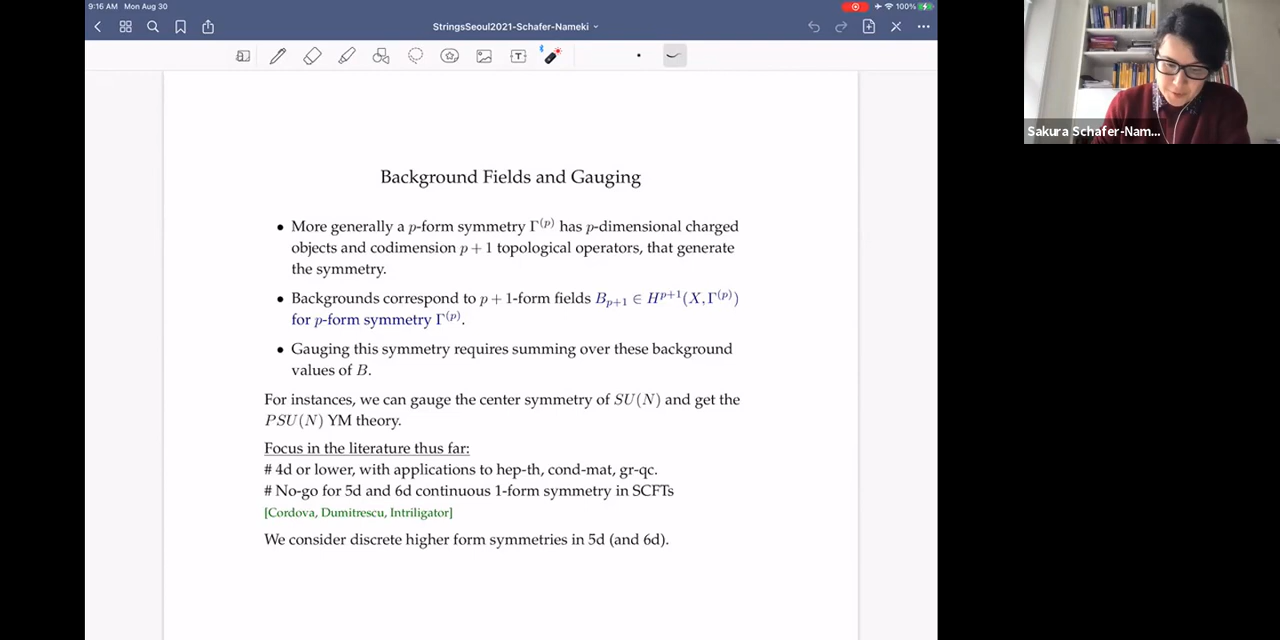 9:16 AM Mon Aug 30
100%
StringsSeoul2021-Schafer-Nameki
Sakura Schafer-Nam...
Background Fields and Gauging
• More generally a p-form symmetry Γ^(p) has p-dimensional charged
objects and codimension p + 1 topological operators, that generate
the symmetry.
• Backgrounds correspond to p + 1-form fields B_{p+1} ∈ H^{p+1}(X, Γ^(p))
for p-form symmetry Γ^(p).
• Gauging this symmetry requires summing over these background
values of B.
For instances, we can gauge the center symmetry of SU(N) and get the
PSU(N) YM theory.
Focus in the literature thus far:
# 4d or lower, with applications to hep-th, cond-mat, gr-qc.
# No-go for 5d and 6d continuous 1-form symmetry in SCFTs
[Cordova, Dumitrescu, Intriligator]
We consider discrete higher form symmetries in 5d (and 6d).